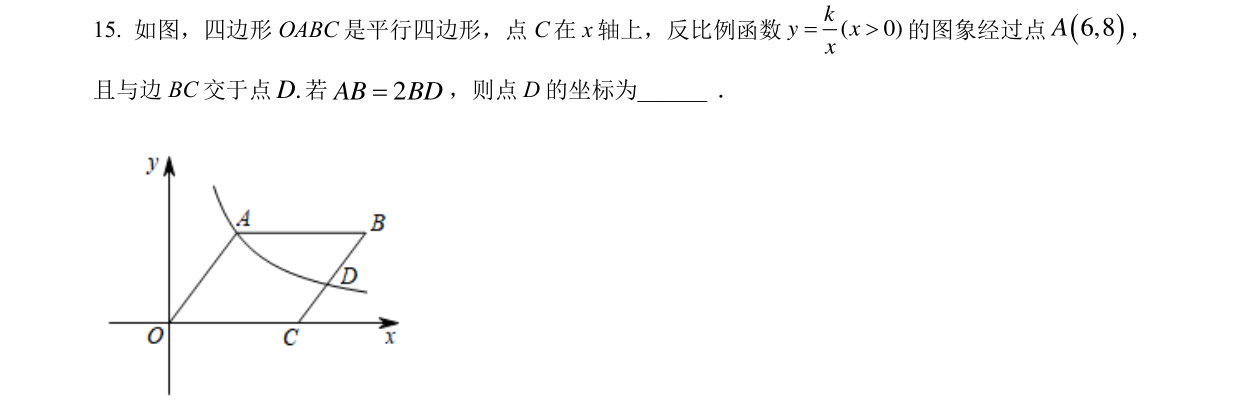 15. 如图，四边形 OABC 是平行四边形，点 C 在 x 轴上，反比例函数 y = k/x (x > 0) 的图象经过点 A(6,8)，
且与边 BC 交于点 D. 若 AB = 2BD，则点 D 的坐标为______．
y
A
B
D
O
C
x